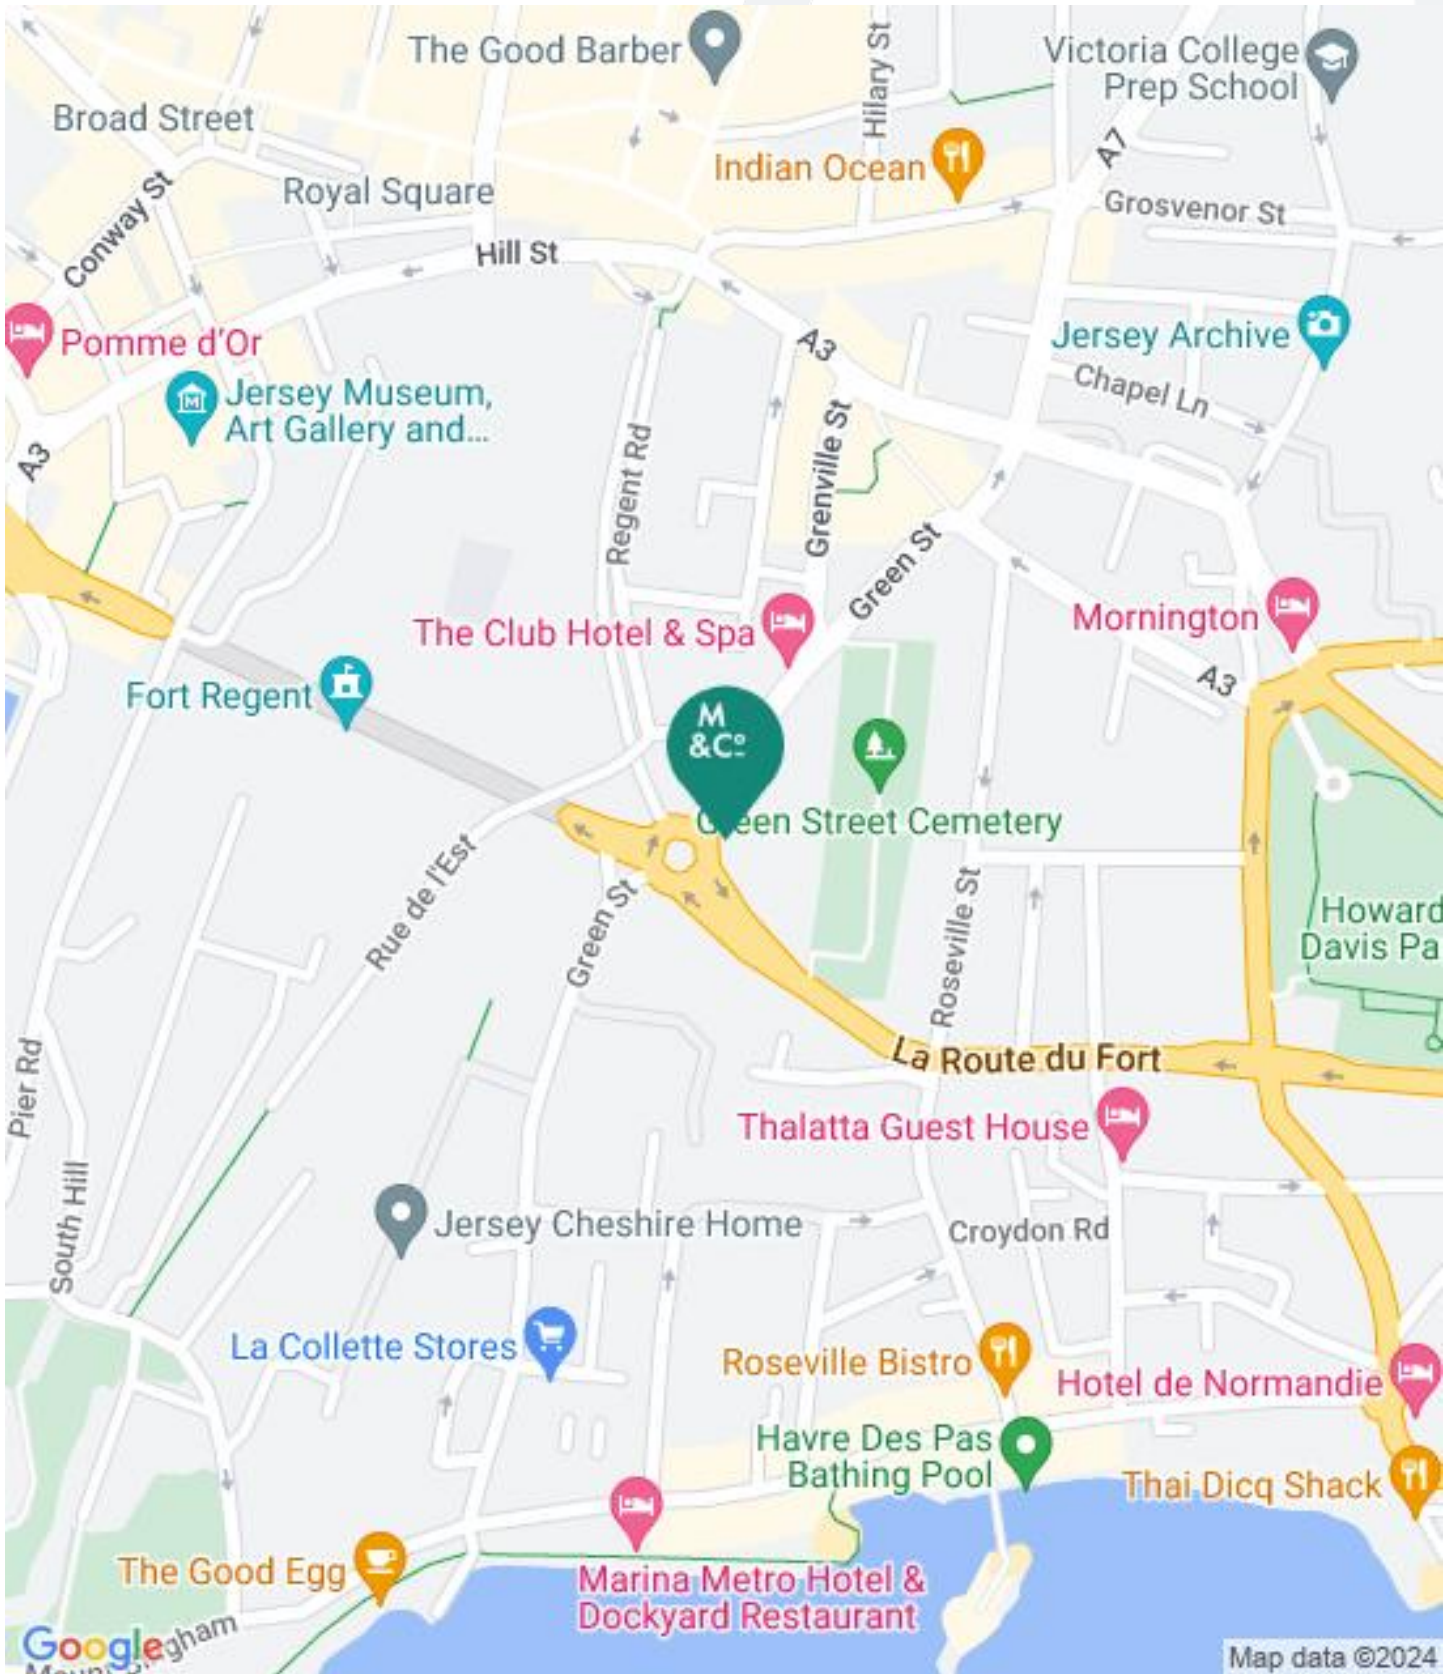 The Good Barber
Hilary St
Victoria College
Prep School
Broad Street
A7
Indian Ocean
Conway St
Royal Square
Grosvenor St
Hill St
Pomme d'Or
A3
Jersey Archive
Jersey Museum,
Art Gallery and...
Chapel Ln
A3
Regent Rd
Grenville St
Green St
The Club Hotel & Spa
Mornington
Fort Regent
A3
M
&Cº
Green Street Cemetery
Rue de l'Est
Green St
Roseville St
Howard
Davis Pa
La Route du Fort
Pier Rd
Thalatta Guest House
South Hill
Jersey Cheshire Home
Croydon Rd
La Collette Stores
Roseville Bistro
Hotel de Normandie
Havre Des Pas
Bathing Pool
Thai Dicq Shack
The Good Egg
Marina Metro Hotel &
Dockyard Restaurant
Google
Map data ©2024